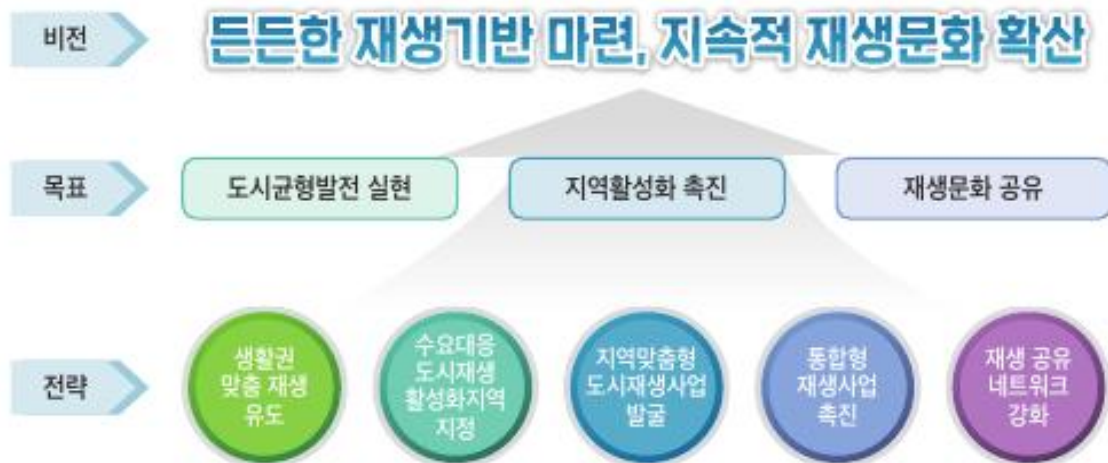 비전
든든한 재생기반 마련, 지속적 재생문화 확산
목표
도시균형발전 실현
지역활성화 촉진
재생문화 공유
전략
생활권
맞춤 재생
유도
수요대응
도시재생
활성화지역
지정
지역맞춤형
도시재생사업
발굴
통합형
재생사업
촉진
재생 공유
네트워크
강화